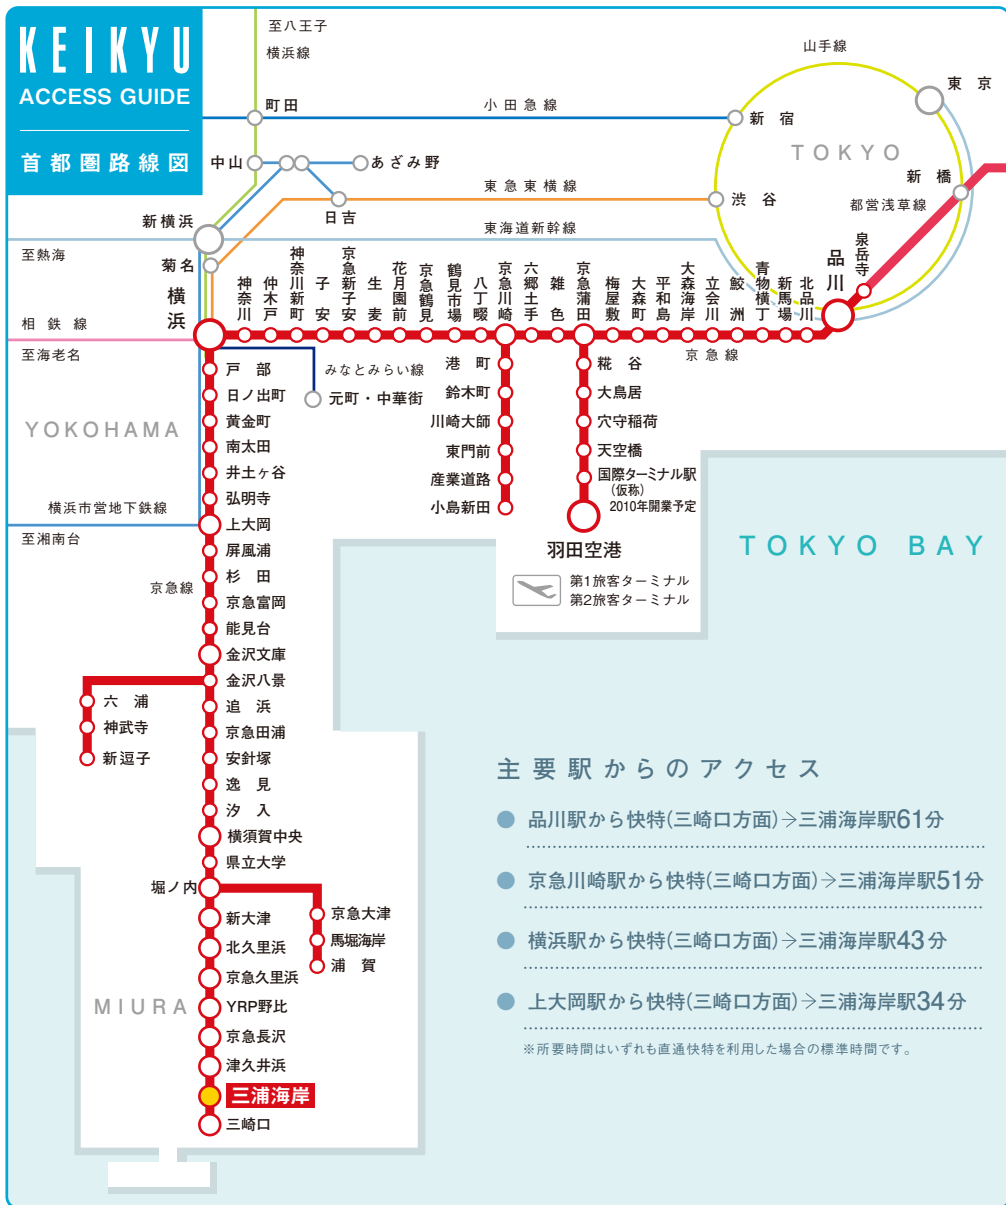 KEIKYU
ACCESS GUIDE
首都圏路線図
至八王子
横浜線
町田
小田急線
新宿
山手線
東京
TOKYO
中山
あざみ野
日吉
東急東横線
渋谷
新橋
都営浅草線
新横浜
東海道新幹線
至熱海
菊名
横浜
相鉄線
至海老名
神奈川
仲木戸
神奈川新町
子安
京急新子安
生麦
花月園前
京急鶴見
鶴見市場
八丁畷
京急川崎
六郷土手
雑色
京急蒲田
梅屋敷
大森町
平和島
大森海岸
立会川
鮫洲
青物横丁
新馬場
北品川
品川
泉岳寺
京急線
みなとみらい線
元町・中華街
港町
鈴木町
川崎大師
東門前
産業道路
小島新田
糀谷
大鳥居
穴守稲荷
天空橋
国際ターミナル駅
(仮称)
2010年開業予定
羽田空港
第1旅客ターミナル
第2旅客ターミナル
TOKYO BAY
YOKOHAMA
戸部
日ノ出町
黄金町
南太田
井土ヶ谷
弘明寺
横浜市営地下鉄線
上大岡
至湘南台
屏風浦
杉田
京急線
京急富岡
能見台
金沢文庫
金沢八景
六浦
神武寺
新逗子
追浜
京急田浦
安針塚
逸見
汐入
横須賀中央
県立大学
堀ノ内
京急大津
馬堀海岸
浦賀
新大津
北久里浜
京急久里浜
MIURA
YRP野比
京急長沢
津久井浜
三浦海岸
三崎口
主要駅からのアクセス
● 品川駅から快特(三崎口方面)→三浦海岸駅61分
● 京急川崎駅から快特(三崎口方面)→三浦海岸駅51分
● 横浜駅から快特(三崎口方面)→三浦海岸駅43分
● 上大岡駅から快特(三崎口方面)→三浦海岸駅34分
※所要時間はいずれも直通快特を利用した場合の標準時間です。